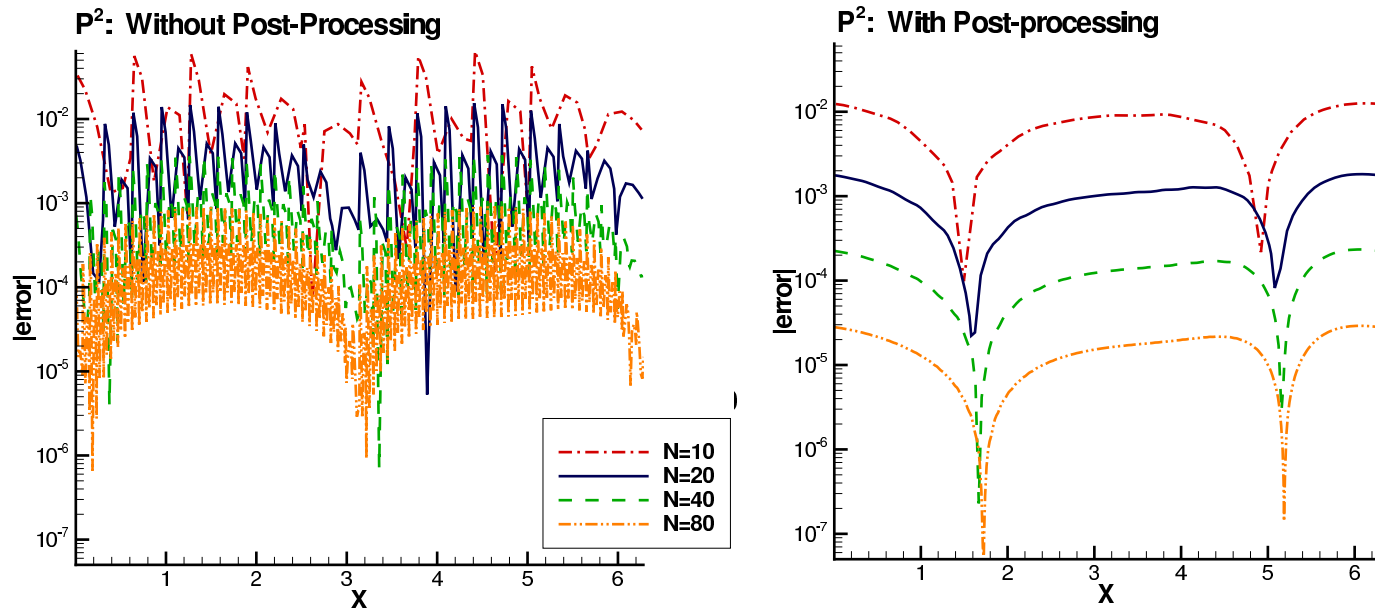 P²: Without Post-Processing
|error|
10⁻²
10⁻³
10⁻⁴
10⁻⁵
10⁻⁶
10⁻⁷
1 2 3 4 5 6
X
N=10
N=20
N=40
N=80
P²: With Post-processing
|error|
10⁻²
10⁻³
10⁻⁴
10⁻⁵
10⁻⁶
10⁻⁷
1 2 3 4 5 6
X